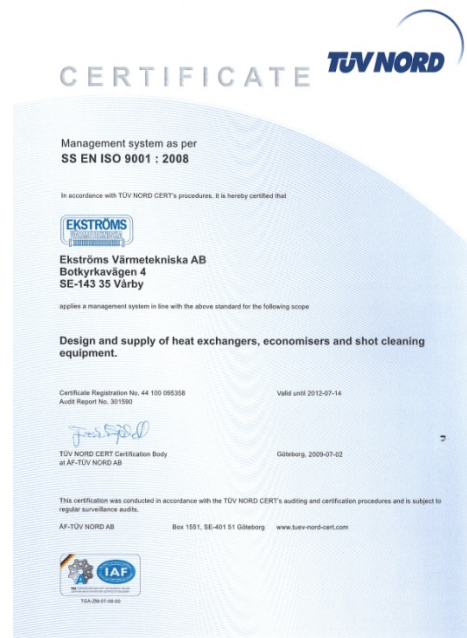 TÜV NORD
CERTIFICATE
Management system as per
SS EN ISO 9001 : 2008
In accordance with TÜV NORD CERT's procedures, it is hereby certified that
EKSTRÖMS
VÄRMETEKNISKA
Ekströms Värmetekniska AB
Botkyrkavägen 4
SE-143 35 Vårby
applies a management system in line with the above standard for the following scope
Design and supply of heat exchangers, economisers and shot cleaning
equipment.
Certificate Registration No. 44 100 095358 Valid until 2012-07-14
Audit Report No. 301590
TÜV NORD CERT Certification Body Göteborg, 2009-07-02
at ÅF-TÜV NORD AB
This certification was conducted in accordance with the TÜV NORD CERT's auditing and certification procedures and is subject to
regular surveillance audits.
ÅF-TÜV NORD AB Box 1551, SE-401 51 Göteborg www.tuev-nord-cert.com
IAF
TGA-ZM-07-06-00